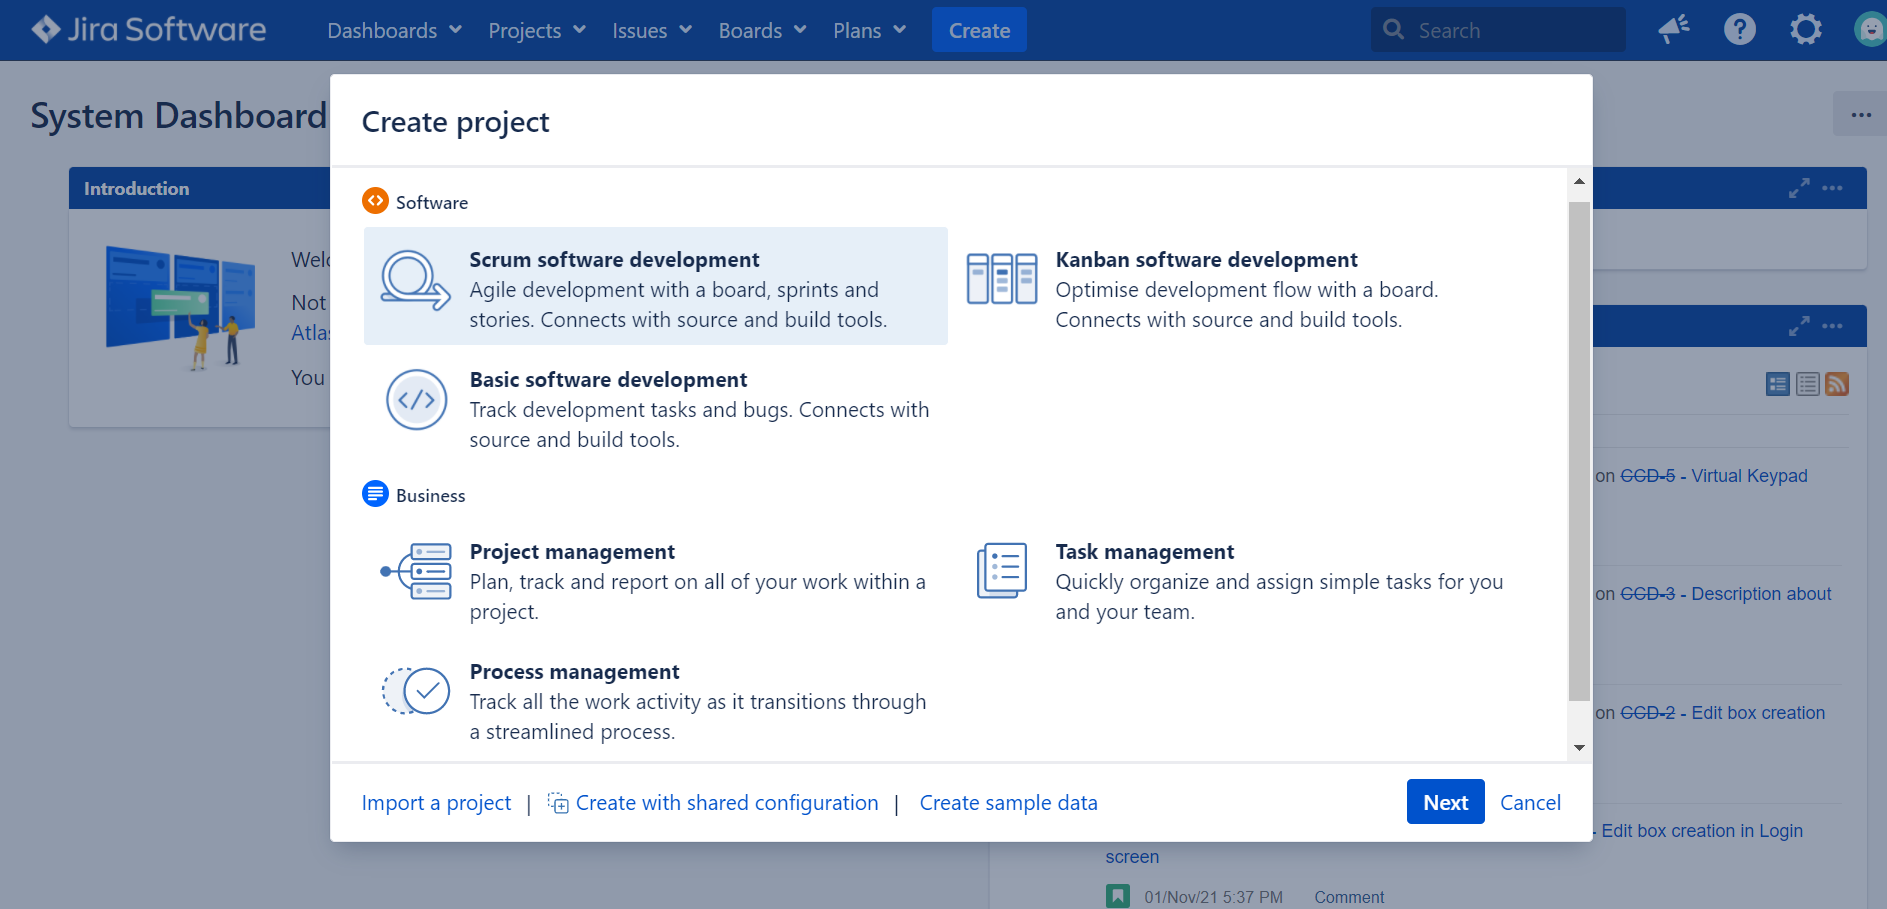 Jira Software
Dashboards
Projects
Issues
Boards
Plans
Create
Search
System Dashboard
Create project
Introduction
Software
Scrum software development
Agile development with a board, sprints and
stories. Connects with source and build tools.
Kanban software development
Optimise development flow with a board.
Connects with source and build tools.
Basic software development
Track development tasks and bugs. Connects with
source and build tools.
Business
Project management
Plan, track and report on all of your work within a
project.
Task management
Quickly organize and assign simple tasks for you
and your team.
Process management
Track all the work activity as it transitions through
a streamlined process.
Import a project | Create with shared configuration | Create sample data
Next
Cancel
Not
You
on CCD-5 - Virtual Keypad
on CCD-3 - Description about
on CCD-2 - Edit box creation
- Edit box creation in Login
screen
01/Nov/21 5:37 PM Comment